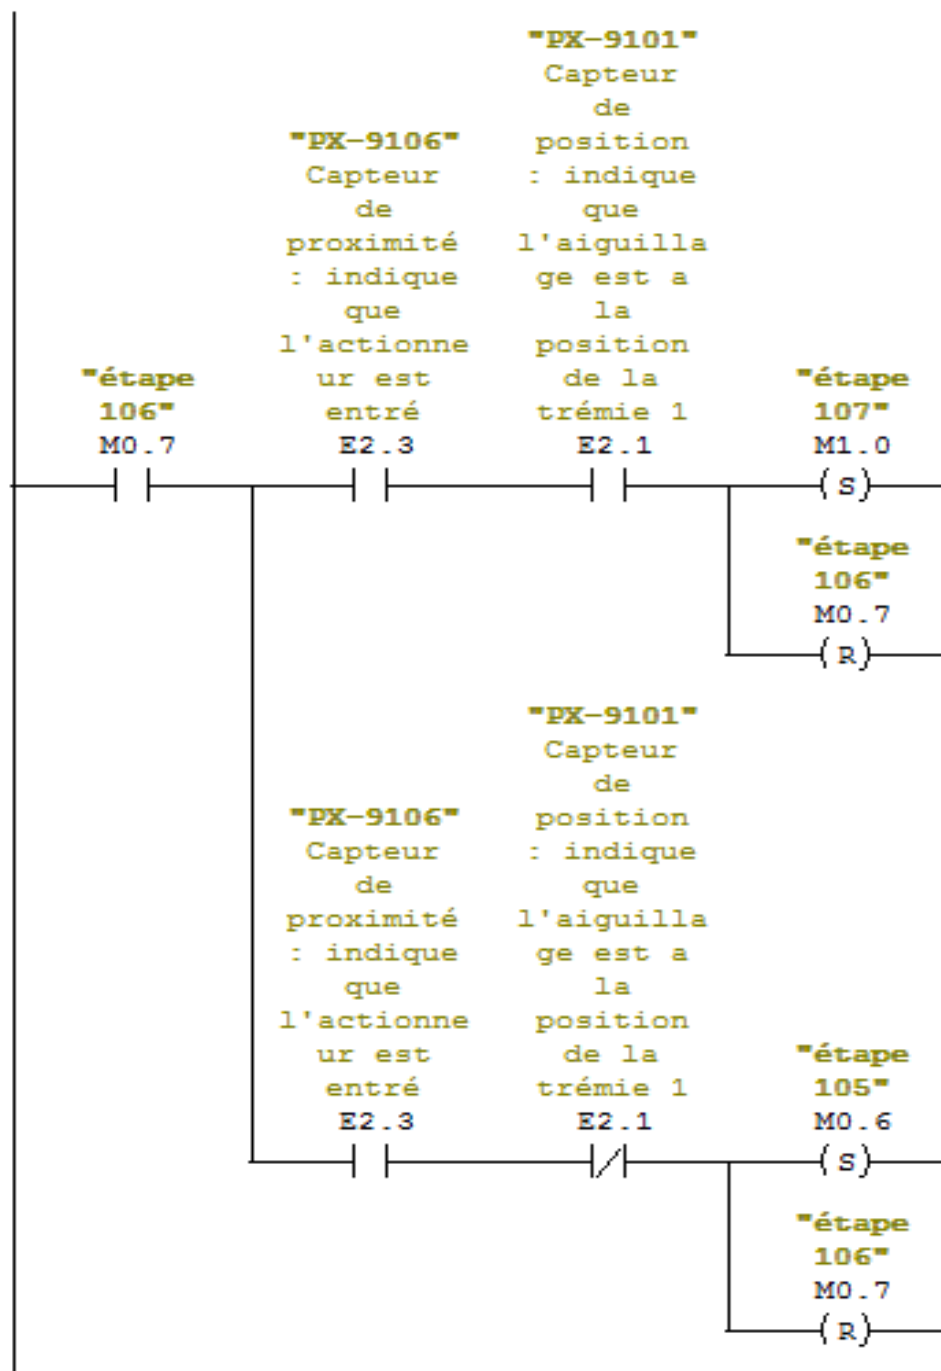 "PX-9101"
Capteur
de
position
: indique
que
l'aiguilla
ge est a
la
position
de la
trémie 1
E2.1
"PX-9106"
Capteur
de
proximité
: indique
que
l'actionne
ur est
entré
E2.3
"étape
106"
M0.7
"étape
107"
M1.0
S
"étape
106"
M0.7
R
"PX-9101"
Capteur
de
position
: indique
que
l'aiguilla
ge est a
la
position
de la
trémie 1
E2.1
"PX-9106"
Capteur
de
proximité
: indique
que
l'actionne
ur est
entré
E2.3
"étape
105"
M0.6
S
"étape
106"
M0.7
R